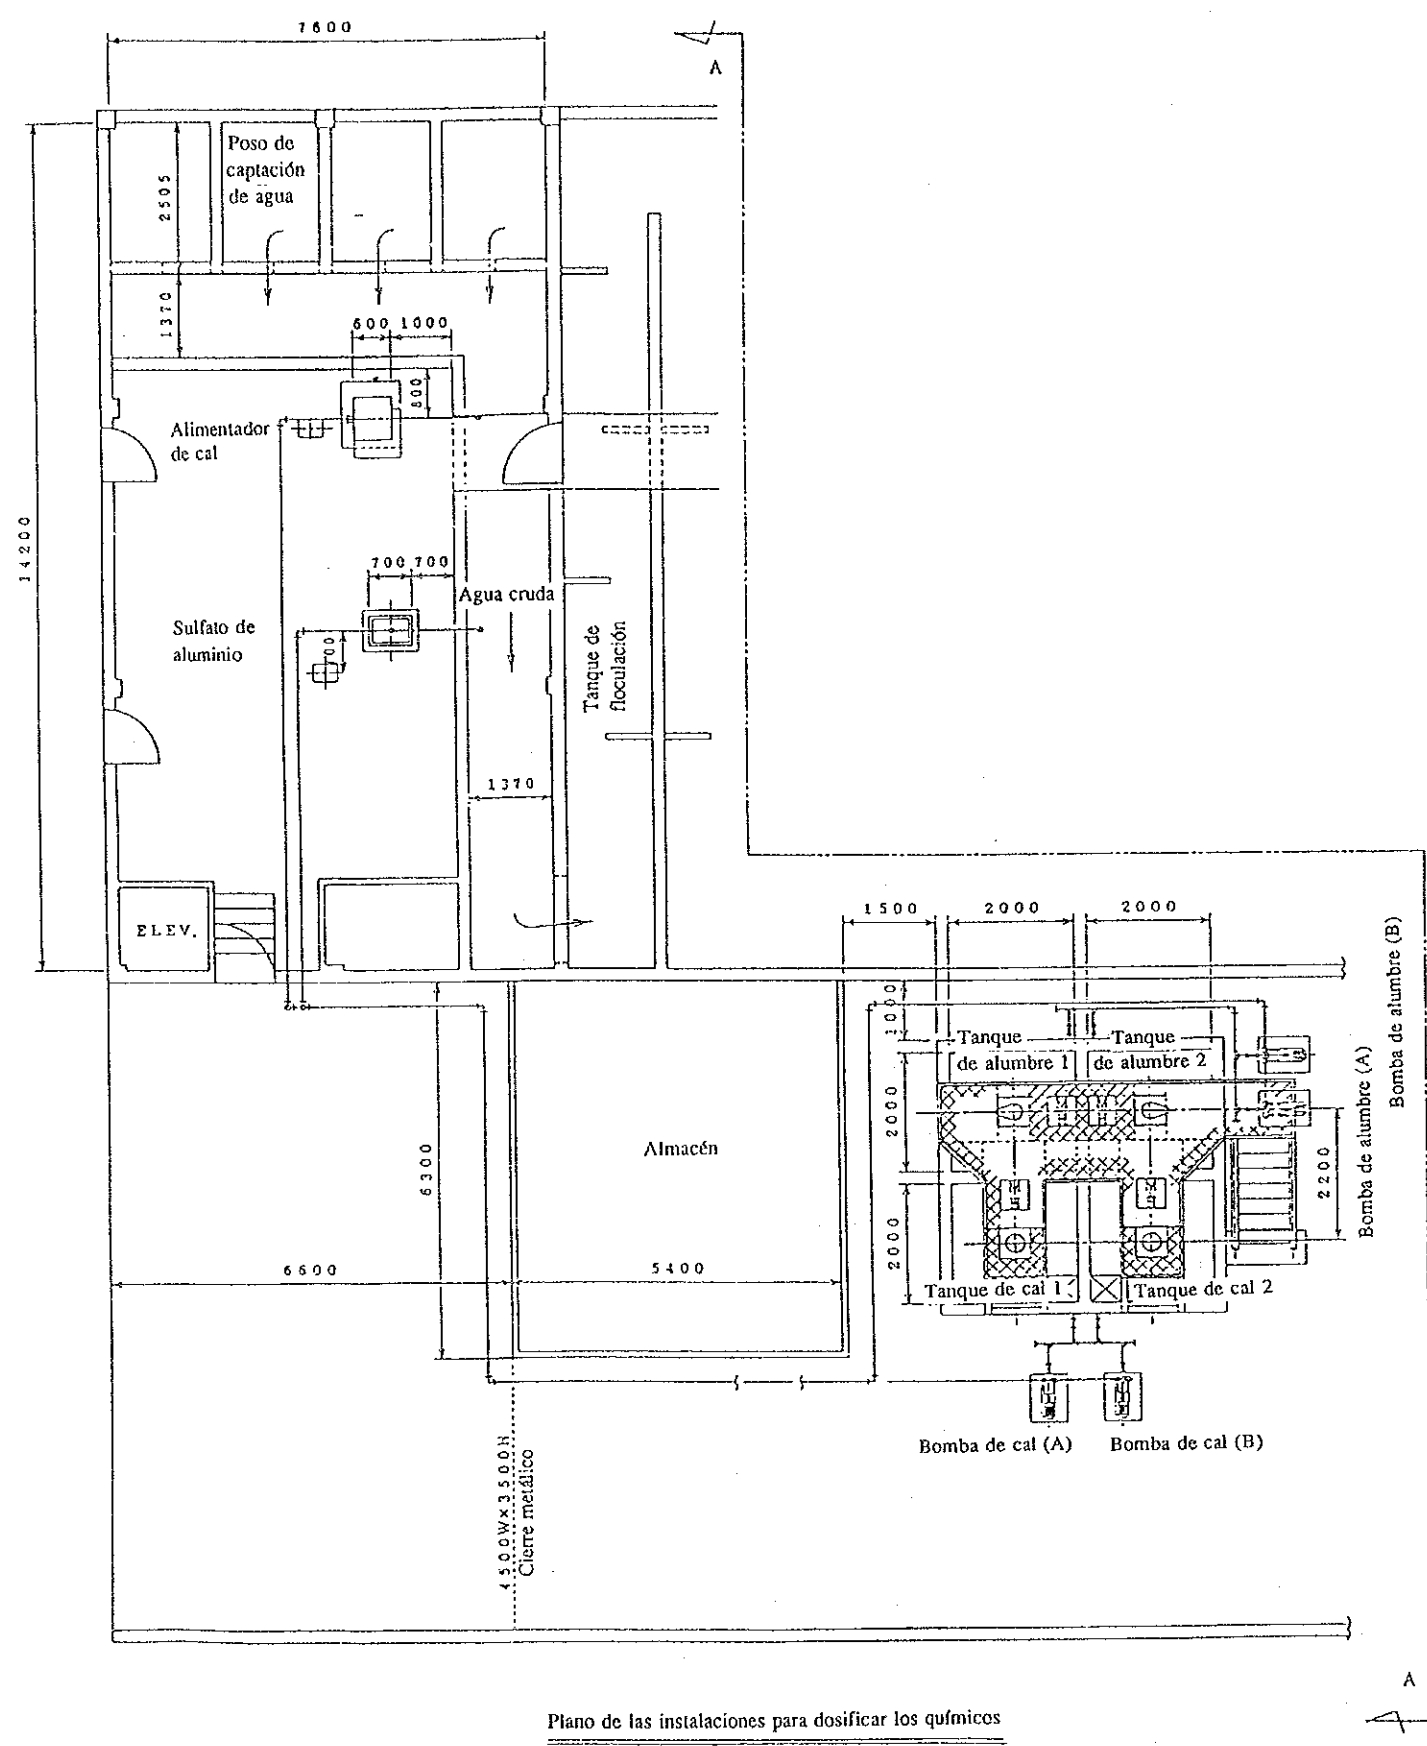 7600
A
Poso de
captación
de agua
2505
1370
600 1000
800
Alimentador
de cal
14200
700 700
Agua cruda
Sulfato de
aluminio
700
Tanque de
floculación
1370
ELEV.
1500 2000 2000
Bomba de alumbre (B)
Bomba de alumbre (A)
1000
Tanque
de alumbre 1
Tanque
de alumbre 2
2000
2200
Almacén
6300
2000
6600
5400
Tanque de cal 1
Tanque de cal 2
Bomba de cal (A)
Bomba de cal (B)
4500W×3500H
Cierre metálico
A
Plano de las instalaciones para dosificar los químicos